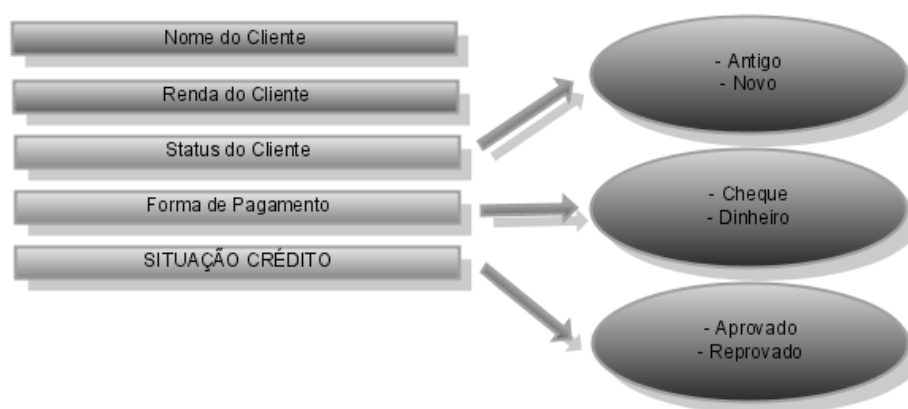 Nome do Cliente
Renda do Cliente
Status do Cliente
Forma de Pagamento
SITUAÇÃO CRÉDITO
- Antigo
- Novo
- Cheque
- Dinheiro
- Aprovado
- Reprovado